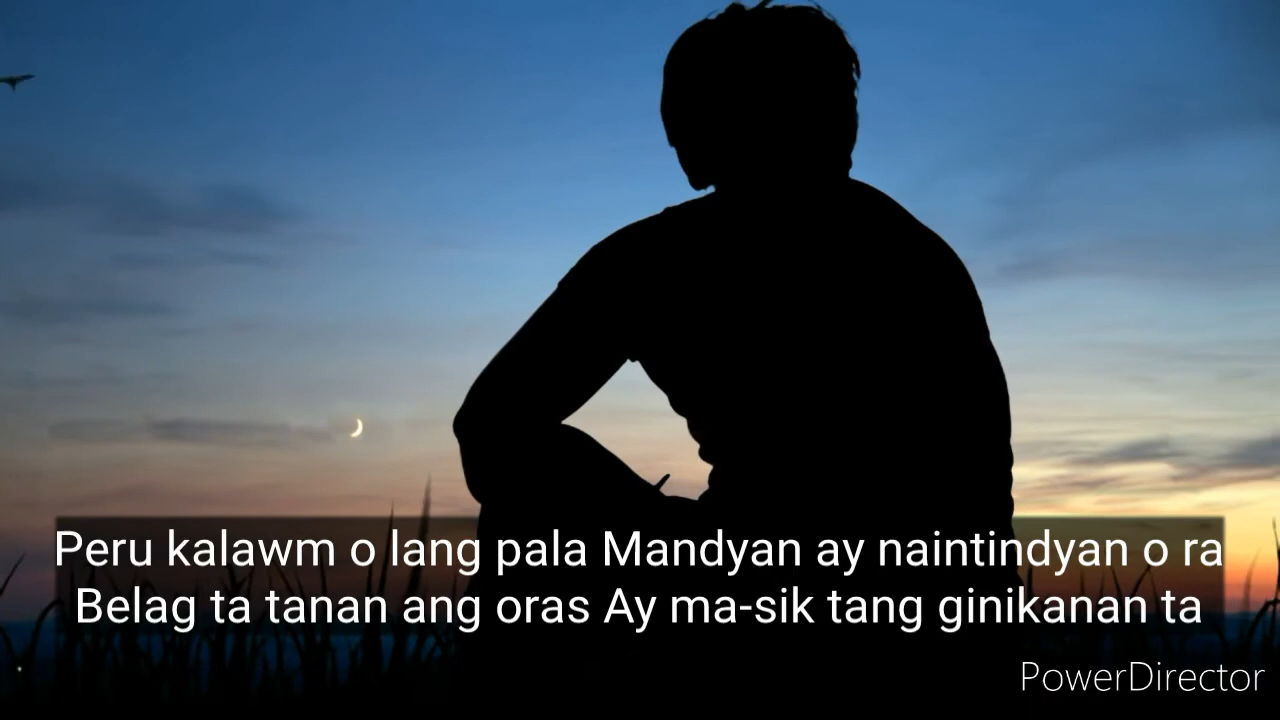 Peru kalawm o lang pala Mandyan ay naintindyan o ra
Belag ta tanan ang oras Ay ma-sik tang ginikanan ta
PowerDirector